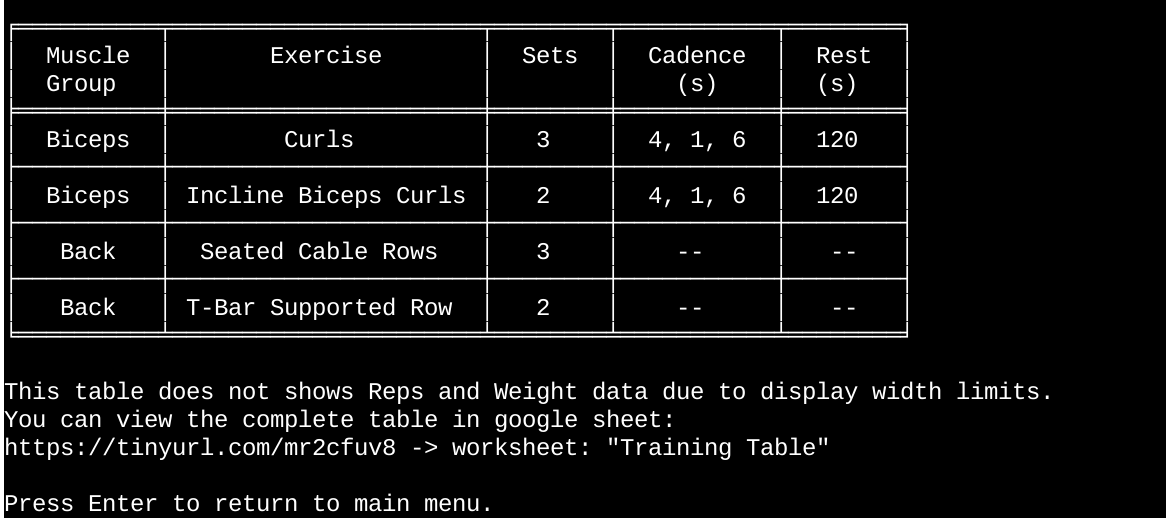 Muscle Group Exercise Sets Cadence (s) Rest (s)
Biceps Curls 3 4, 1, 6 120
Biceps Incline Biceps Curls 2 4, 1, 6 120
Back Seated Cable Rows 3 -- --
Back T-Bar Supported Row 2 -- --
This table does not shows Reps and Weight data due to display width limits.
You can view the complete table in google sheet:
https://tinyurl.com/mr2cfuv8 -> worksheet: "Training Table"
Press Enter to return to main menu.